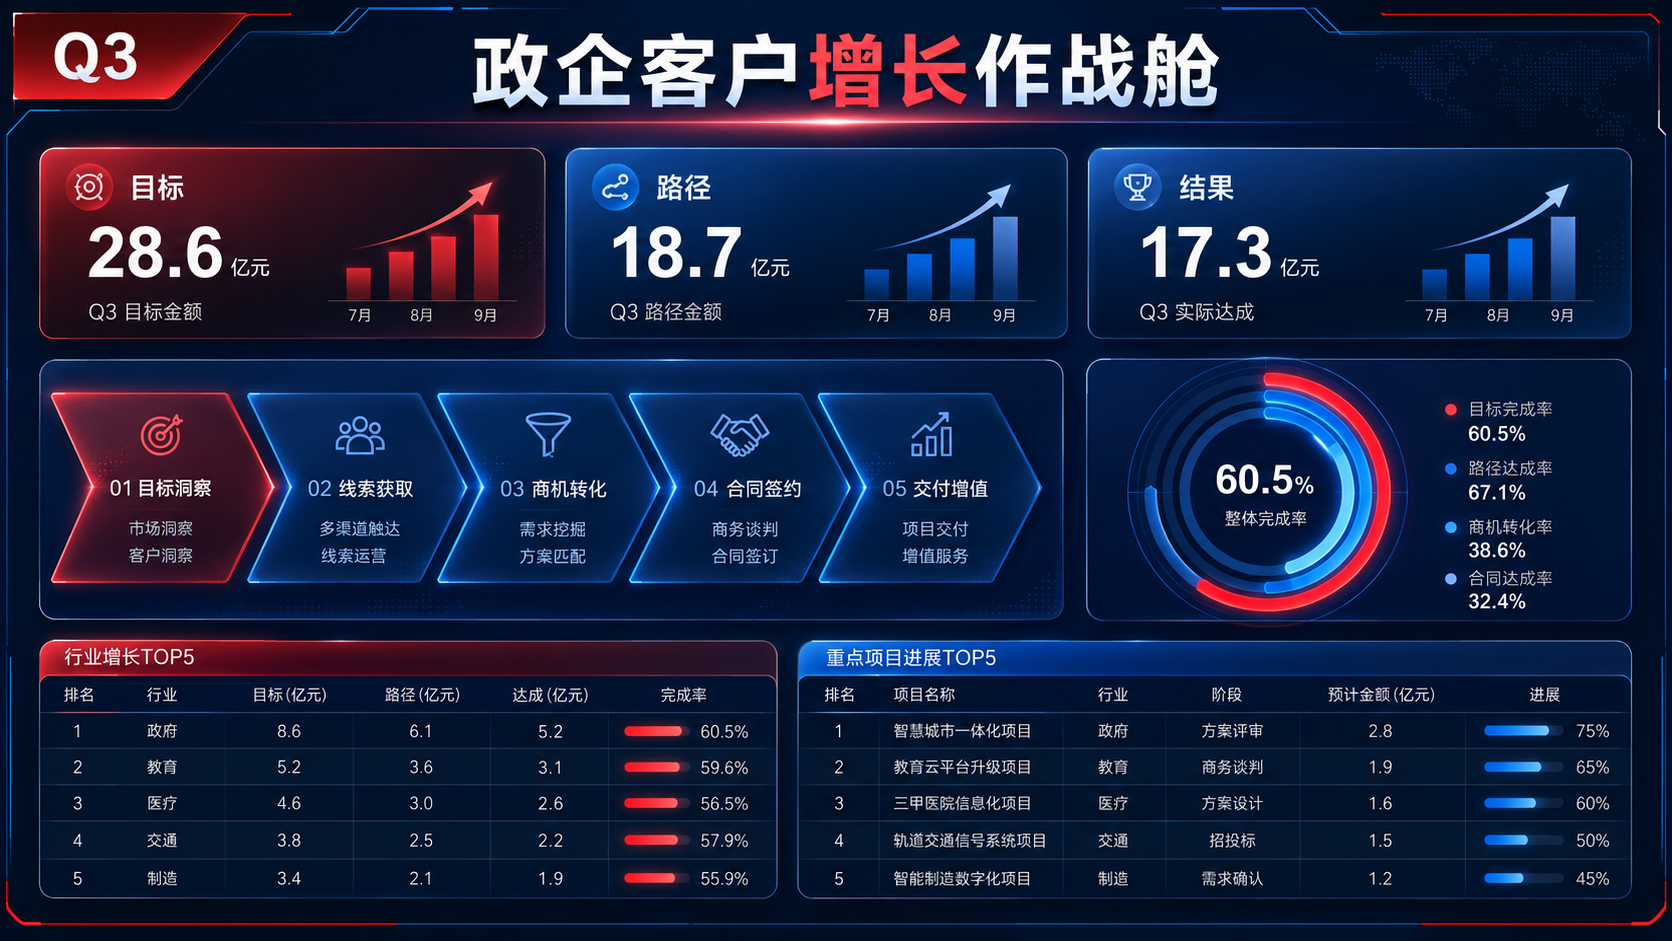 Q3
政企客户增长作战舱
目标
28.6 亿元
Q3 目标金额
7月 8月 9月
路径
18.7 亿元
Q3 路径金额
7月 8月 9月
结果
17.3 亿元
Q3 实际达成
7月 8月 9月
01 目标洞察
市场洞察
客户洞察
02 线索获取
多渠道触达
线索运营
03 商机转化
需求挖掘
方案匹配
04 合同签约
商务谈判
合同签订
05 交付增值
项目交付
增值服务
60.5%
整体完成率
目标完成率
60.5%
路径达成率
67.1%
商机转化率
38.6%
合同达成率
32.4%
行业增长TOP5
排名 行业 目标(亿元) 路径(亿元) 达成(亿元) 完成率
1 政府 8.6 6.1 5.2 60.5%
2 教育 5.2 3.6 3.1 59.6%
3 医疗 4.6 3.0 2.6 56.5%
4 交通 3.8 2.5 2.2 57.9%
5 制造 3.4 2.1 1.9 55.9%
重点项目进展TOP5
排名 项目名称 行业 阶段 预计金额(亿元) 进展
1 智慧城市一体化项目 政府 方案评审 2.8 75%
2 教育云平台升级项目 教育 商务谈判 1.9 65%
3 三甲医院信息化项目 医疗 方案设计 1.6 60%
4 轨道交通信号系统项目 交通 招投标 1.5 50%
5 智能制造数字化项目 制造 需求确认 1.2 45%